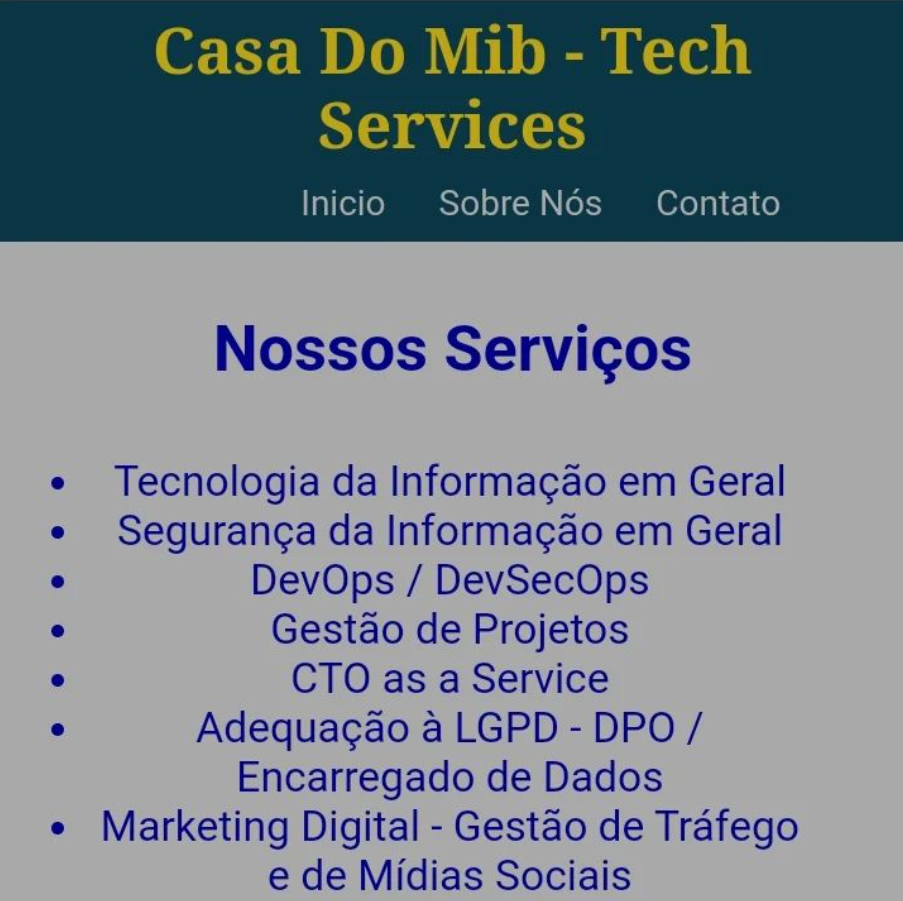 Casa Do Mib - Tech
Services
Inicio Sobre Nós Contato
Nossos Serviços
• Tecnologia da Informação em Geral
• Segurança da Informação em Geral
• DevOps / DevSecOps
• Gestão de Projetos
• CTO as a Service
• Adequação à LGPD - DPO /
Encarregado de Dados
• Marketing Digital - Gestão de Tráfego
e de Mídias Sociais